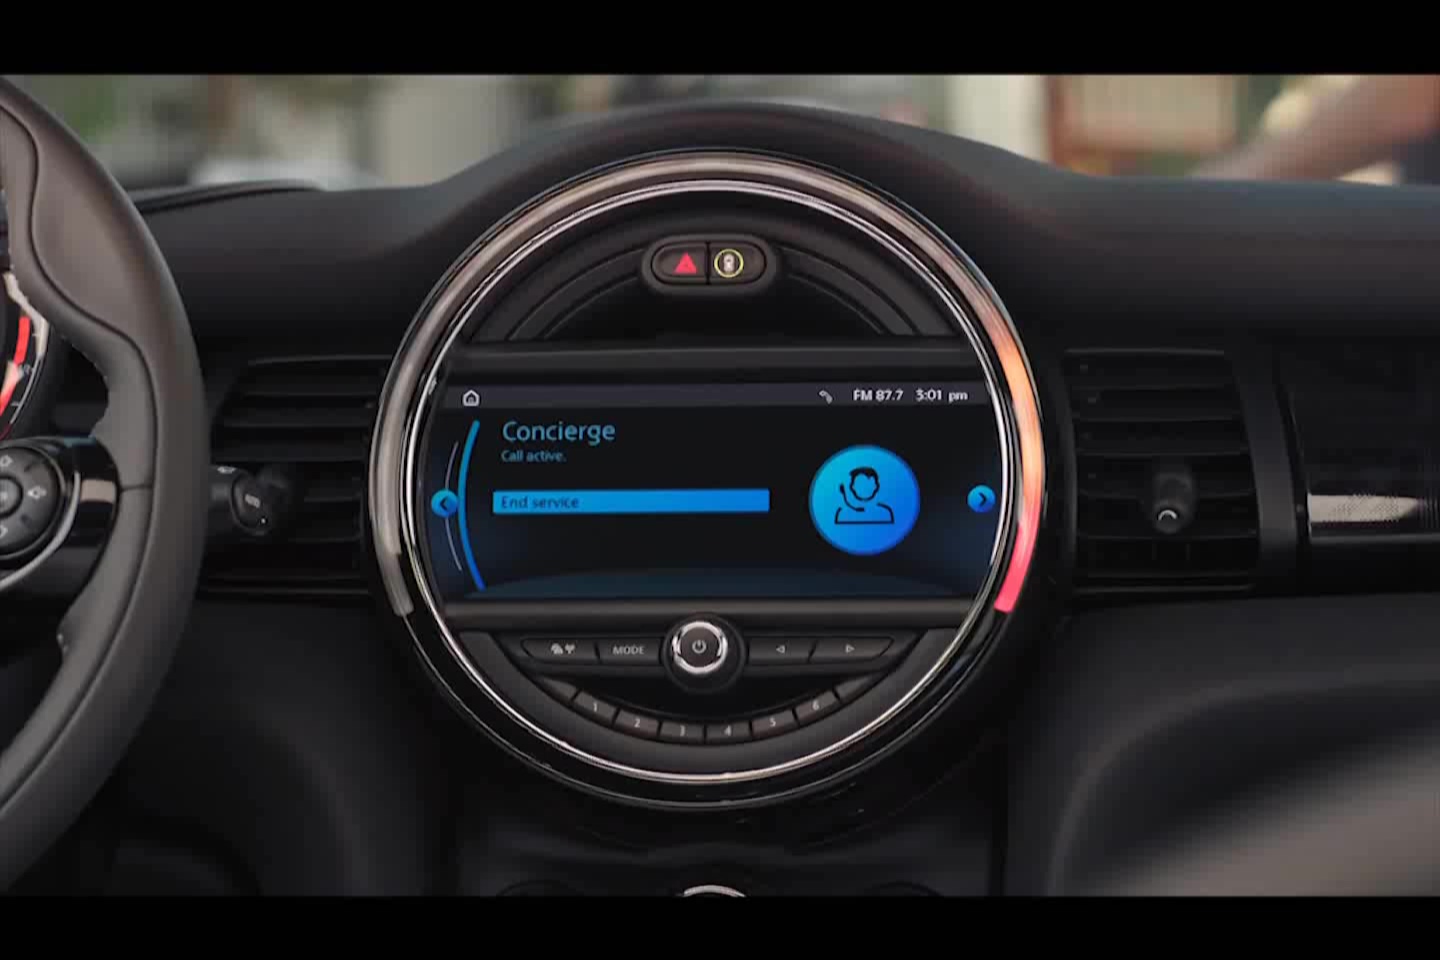 FM 87.7 3:01 pm
Concierge
Call active.
End service
MODE
1 2 3 4 5 6